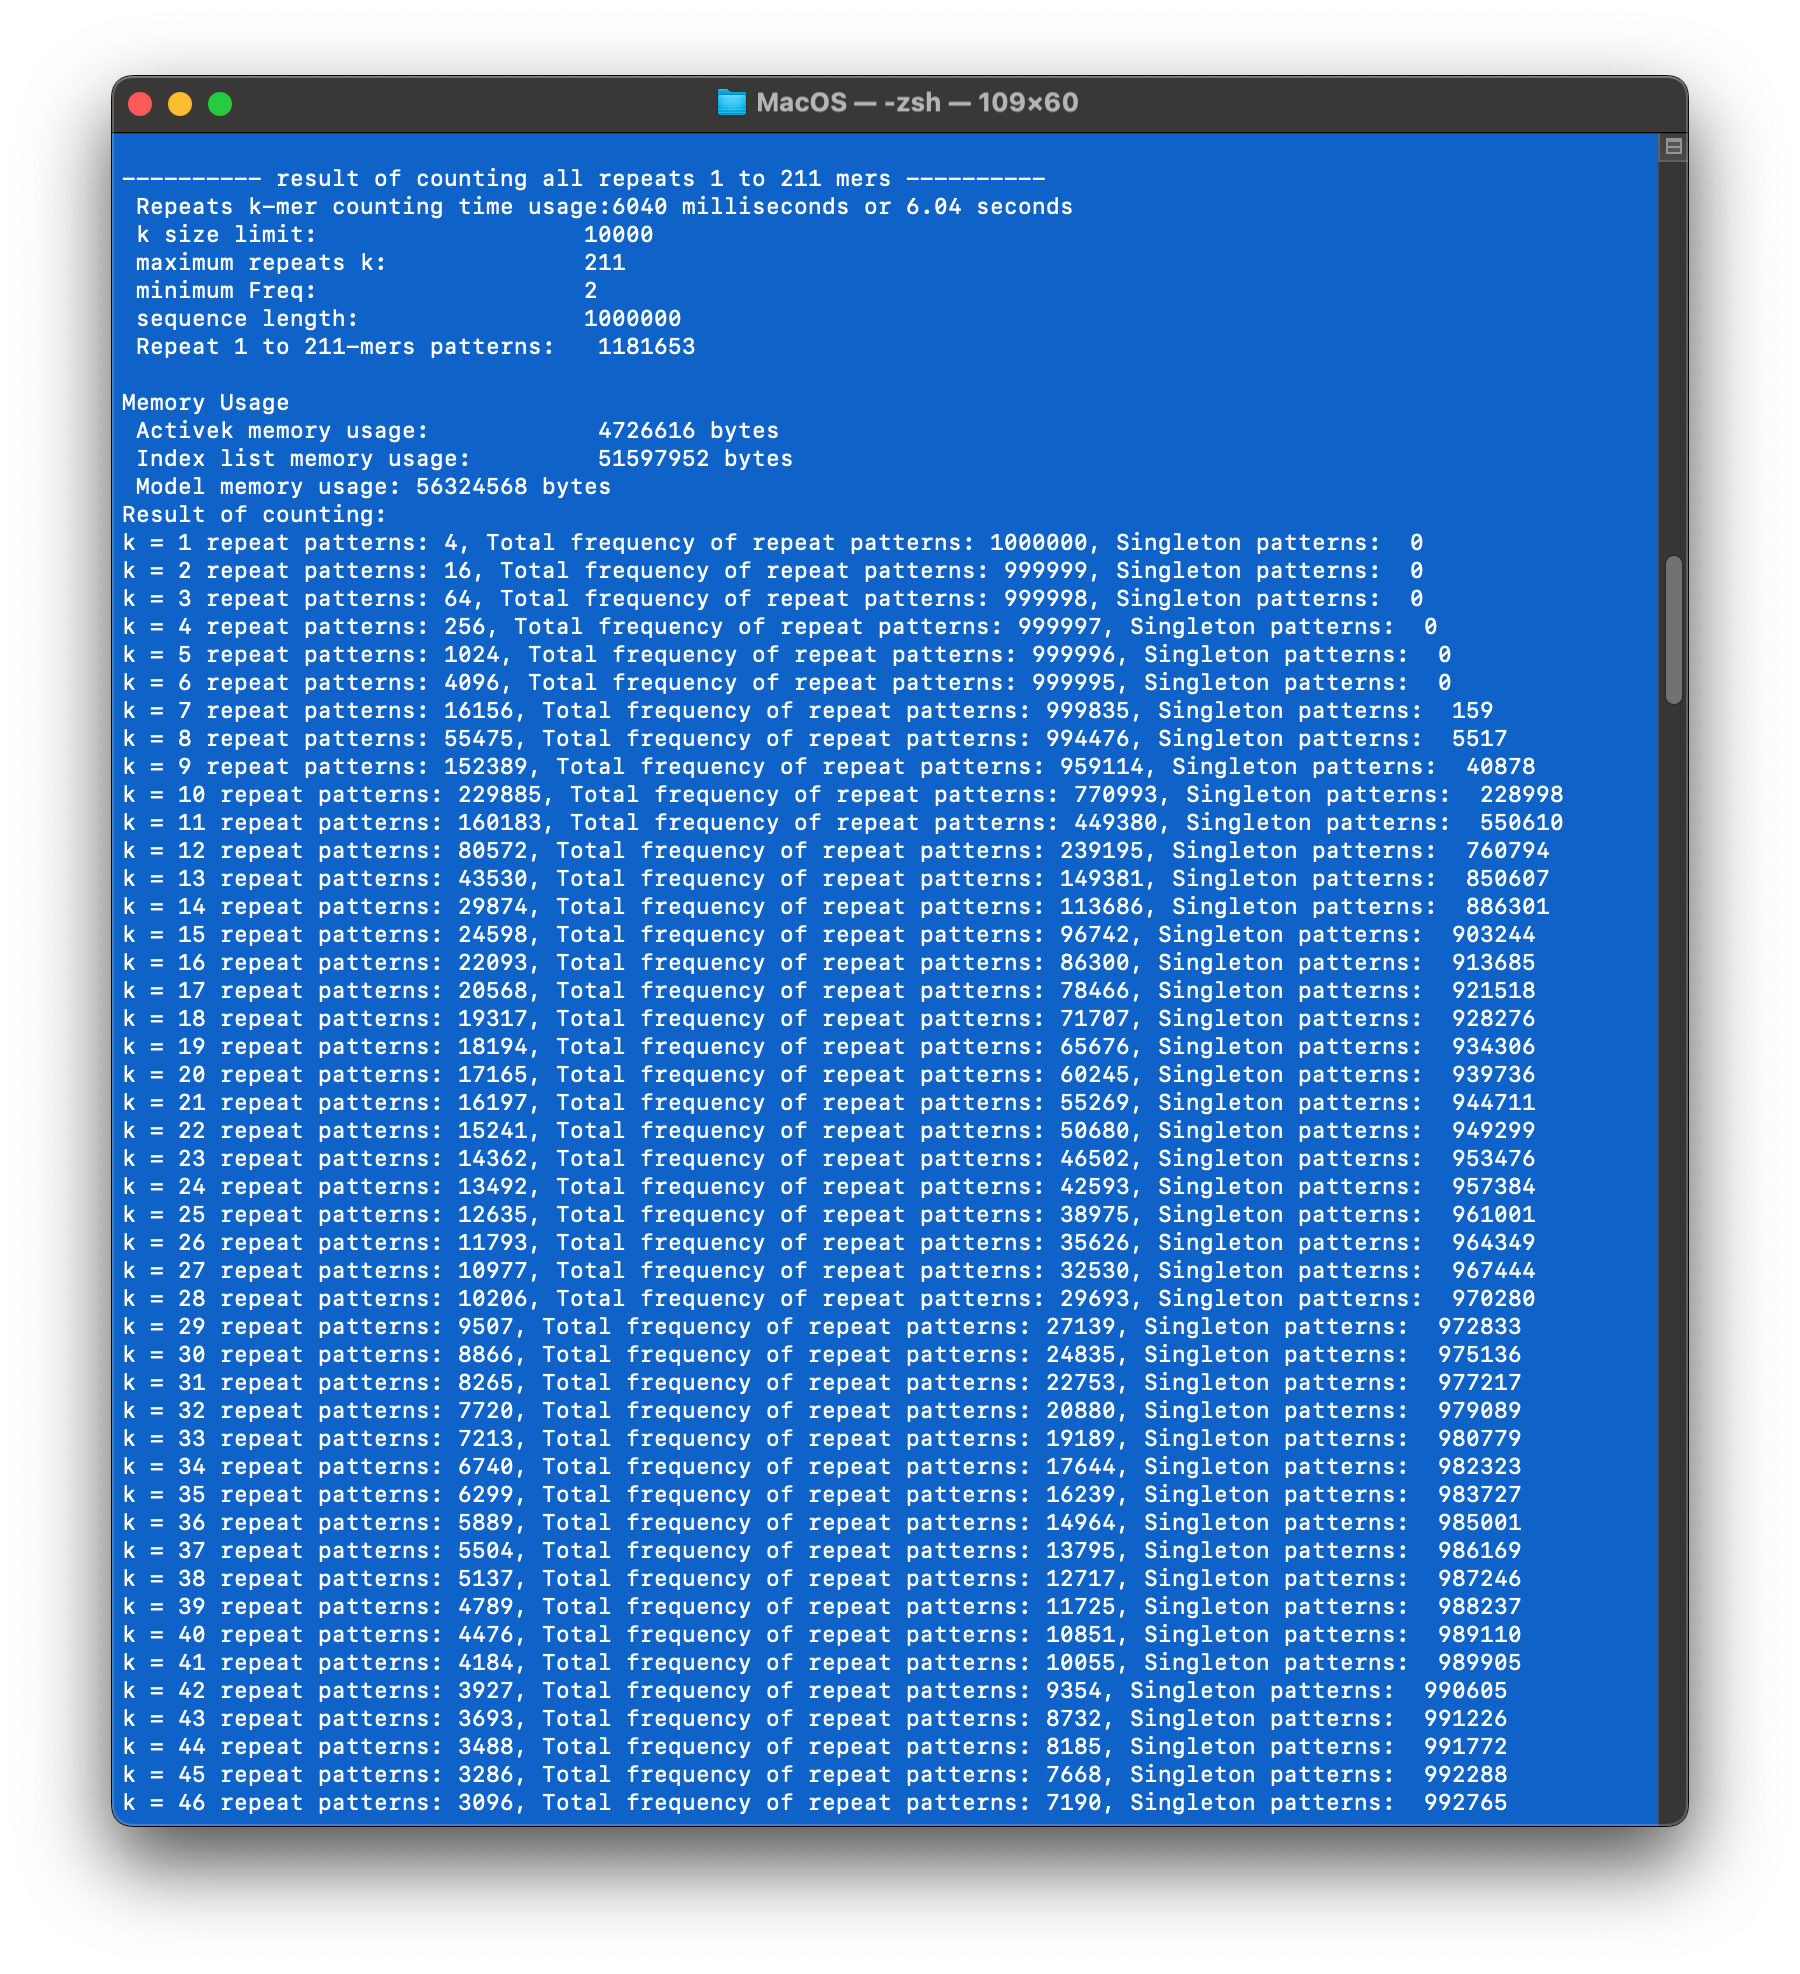 MacOS — -zsh — 109×60
---------- result of counting all repeats 1 to 211 mers ----------
Repeats k-mer counting time usage:6040 milliseconds or 6.04 seconds
k size limit: 10000
maximum repeats k: 211
minimum Freq: 2
sequence length: 1000000
Repeat 1 to 211-mers patterns: 1181653
Memory Usage
Activek memory usage: 4726616 bytes
Index list memory usage: 51597952 bytes
Model memory usage: 56324568 bytes
Result of counting:
k = 1 repeat patterns: 4, Total frequency of repeat patterns: 1000000, Singleton patterns: 0
k = 2 repeat patterns: 16, Total frequency of repeat patterns: 999999, Singleton patterns: 0
k = 3 repeat patterns: 64, Total frequency of repeat patterns: 999998, Singleton patterns: 0
k = 4 repeat patterns: 256, Total frequency of repeat patterns: 999997, Singleton patterns: 0
k = 5 repeat patterns: 1024, Total frequency of repeat patterns: 999996, Singleton patterns: 0
k = 6 repeat patterns: 4096, Total frequency of repeat patterns: 999995, Singleton patterns: 0
k = 7 repeat patterns: 16156, Total frequency of repeat patterns: 999835, Singleton patterns: 159
k = 8 repeat patterns: 55475, Total frequency of repeat patterns: 994476, Singleton patterns: 5517
k = 9 repeat patterns: 152389, Total frequency of repeat patterns: 959114, Singleton patterns: 40878
k = 10 repeat patterns: 229885, Total frequency of repeat patterns: 770993, Singleton patterns: 228998
k = 11 repeat patterns: 160183, Total frequency of repeat patterns: 449380, Singleton patterns: 550610
k = 12 repeat patterns: 80572, Total frequency of repeat patterns: 239195, Singleton patterns: 760794
k = 13 repeat patterns: 43530, Total frequency of repeat patterns: 149381, Singleton patterns: 850607
k = 14 repeat patterns: 29874, Total frequency of repeat patterns: 113686, Singleton patterns: 886301
k = 15 repeat patterns: 24598, Total frequency of repeat patterns: 96742, Singleton patterns: 903244
k = 16 repeat patterns: 22093, Total frequency of repeat patterns: 86300, Singleton patterns: 913685
k = 17 repeat patterns: 20568, Total frequency of repeat patterns: 78466, Singleton patterns: 921518
k = 18 repeat patterns: 19317, Total frequency of repeat patterns: 71707, Singleton patterns: 928276
k = 19 repeat patterns: 18194, Total frequency of repeat patterns: 65676, Singleton patterns: 934306
k = 20 repeat patterns: 17165, Total frequency of repeat patterns: 60245, Singleton patterns: 939736
k = 21 repeat patterns: 16197, Total frequency of repeat patterns: 55269, Singleton patterns: 944711
k = 22 repeat patterns: 15241, Total frequency of repeat patterns: 50680, Singleton patterns: 949299
k = 23 repeat patterns: 14362, Total frequency of repeat patterns: 46502, Singleton patterns: 953476
k = 24 repeat patterns: 13492, Total frequency of repeat patterns: 42593, Singleton patterns: 957384
k = 25 repeat patterns: 12635, Total frequency of repeat patterns: 38975, Singleton patterns: 961001
k = 26 repeat patterns: 11793, Total frequency of repeat patterns: 35626, Singleton patterns: 964349
k = 27 repeat patterns: 10977, Total frequency of repeat patterns: 32530, Singleton patterns: 967444
k = 28 repeat patterns: 10206, Total frequency of repeat patterns: 29693, Singleton patterns: 970280
k = 29 repeat patterns: 9507, Total frequency of repeat patterns: 27139, Singleton patterns: 972833
k = 30 repeat patterns: 8866, Total frequency of repeat patterns: 24835, Singleton patterns: 975136
k = 31 repeat patterns: 8265, Total frequency of repeat patterns: 22753, Singleton patterns: 977217
k = 32 repeat patterns: 7720, Total frequency of repeat patterns: 20880, Singleton patterns: 979089
k = 33 repeat patterns: 7213, Total frequency of repeat patterns: 19189, Singleton patterns: 980779
k = 34 repeat patterns: 6740, Total frequency of repeat patterns: 17644, Singleton patterns: 982323
k = 35 repeat patterns: 6299, Total frequency of repeat patterns: 16239, Singleton patterns: 983727
k = 36 repeat patterns: 5889, Total frequency of repeat patterns: 14964, Singleton patterns: 985001
k = 37 repeat patterns: 5504, Total frequency of repeat patterns: 13795, Singleton patterns: 986169
k = 38 repeat patterns: 5137, Total frequency of repeat patterns: 12717, Singleton patterns: 987246
k = 39 repeat patterns: 4789, Total frequency of repeat patterns: 11725, Singleton patterns: 988237
k = 40 repeat patterns: 4476, Total frequency of repeat patterns: 10851, Singleton patterns: 989110
k = 41 repeat patterns: 4184, Total frequency of repeat patterns: 10055, Singleton patterns: 989905
k = 42 repeat patterns: 3927, Total frequency of repeat patterns: 9354, Singleton patterns: 990605
k = 43 repeat patterns: 3693, Total frequency of repeat patterns: 8732, Singleton patterns: 991226
k = 44 repeat patterns: 3488, Total frequency of repeat patterns: 8185, Singleton patterns: 991772
k = 45 repeat patterns: 3286, Total frequency of repeat patterns: 7668, Singleton patterns: 992288
k = 46 repeat patterns: 3096, Total frequency of repeat patterns: 7190, Singleton patterns: 992765